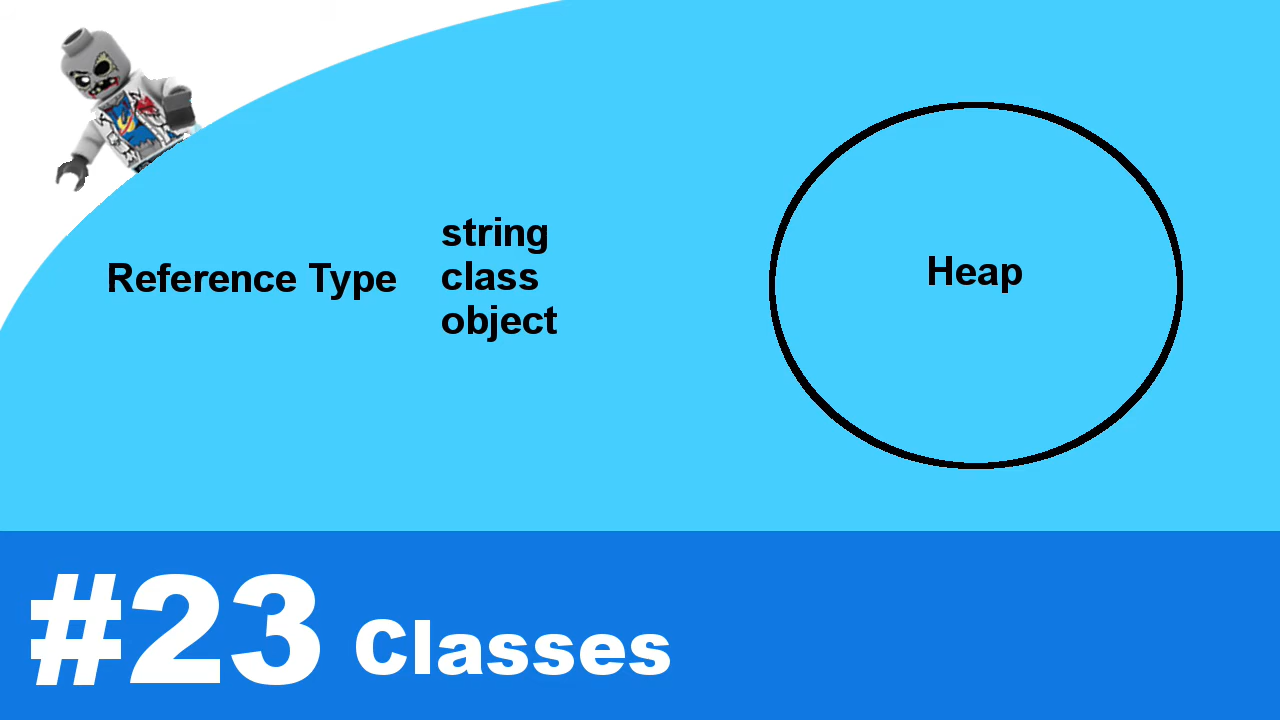 string
Reference Type class
object
Heap
#23 Classes